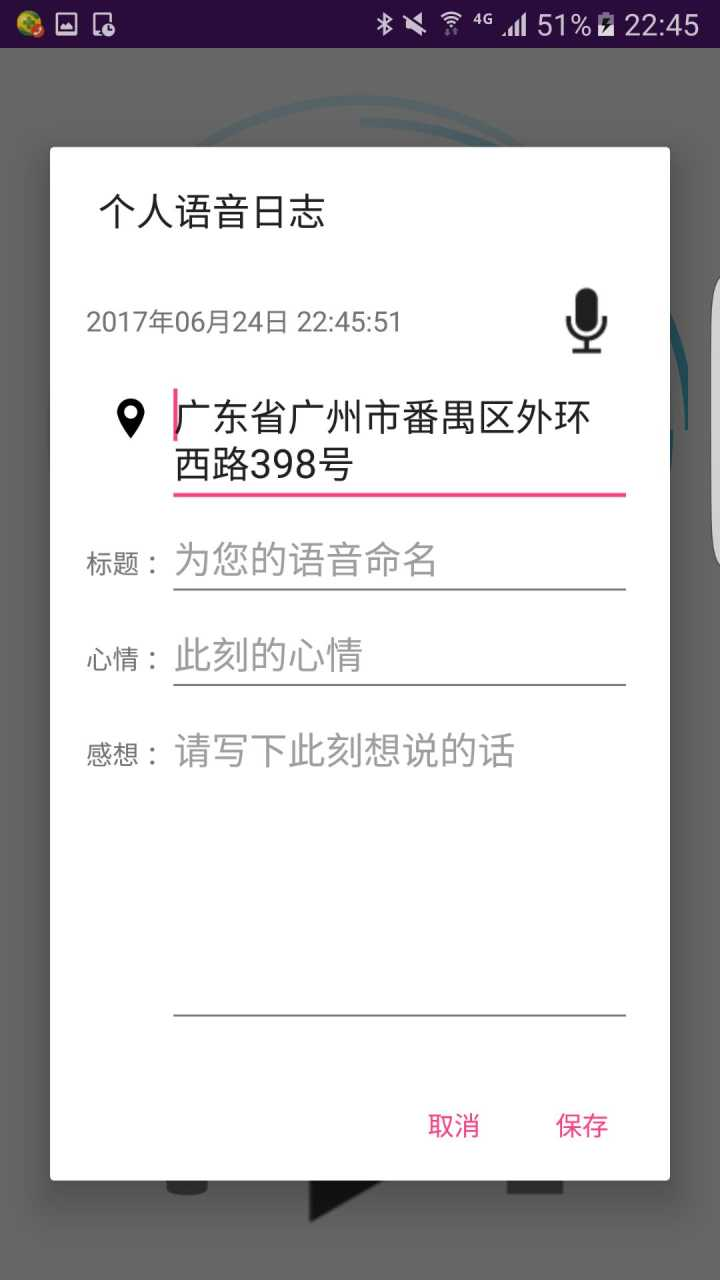 4G 51% 22:45
个人语音日志
2017年06月24日 22:45:51
广东省广州市番禺区外环
西路398号
标题： 为您的语音命名
心情： 此刻的心情
感想： 请写下此刻想说的话
取消 保存